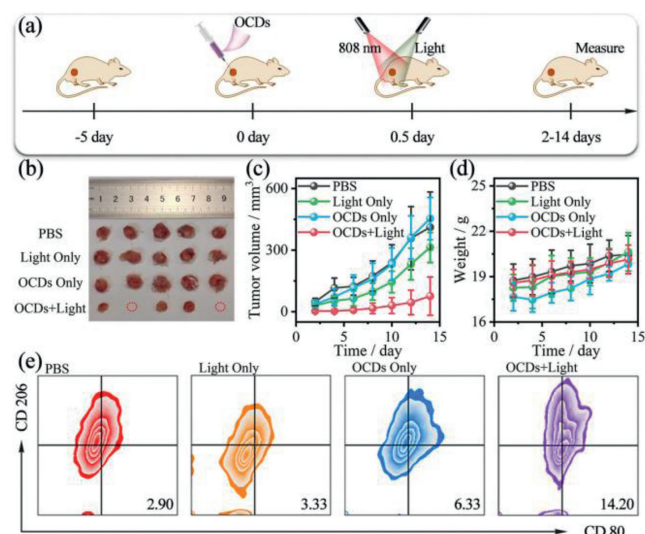 (a)
OCDs
808 nm
Light
Measure
-5 day
0 day
0.5 day
2-14 days
(b)
1 2 3 4 5 6 7 8 9
PBS
Light Only
OCDs Only
OCDs+Light
(c)
Tumor volume / mm³
600
300
0
0 5 10 15
Time / day
PBS
Light Only
OCDs Only
OCDs+Light
(d)
Weight / g
25
22
19
16
0 5 10 15
Time / day
PBS
Light Only
OCDs Only
OCDs+Light
(e)
CD 206
PBS
Light Only
OCDs Only
OCDs+Light
2.90
3.33
6.33
14.20
CD 80